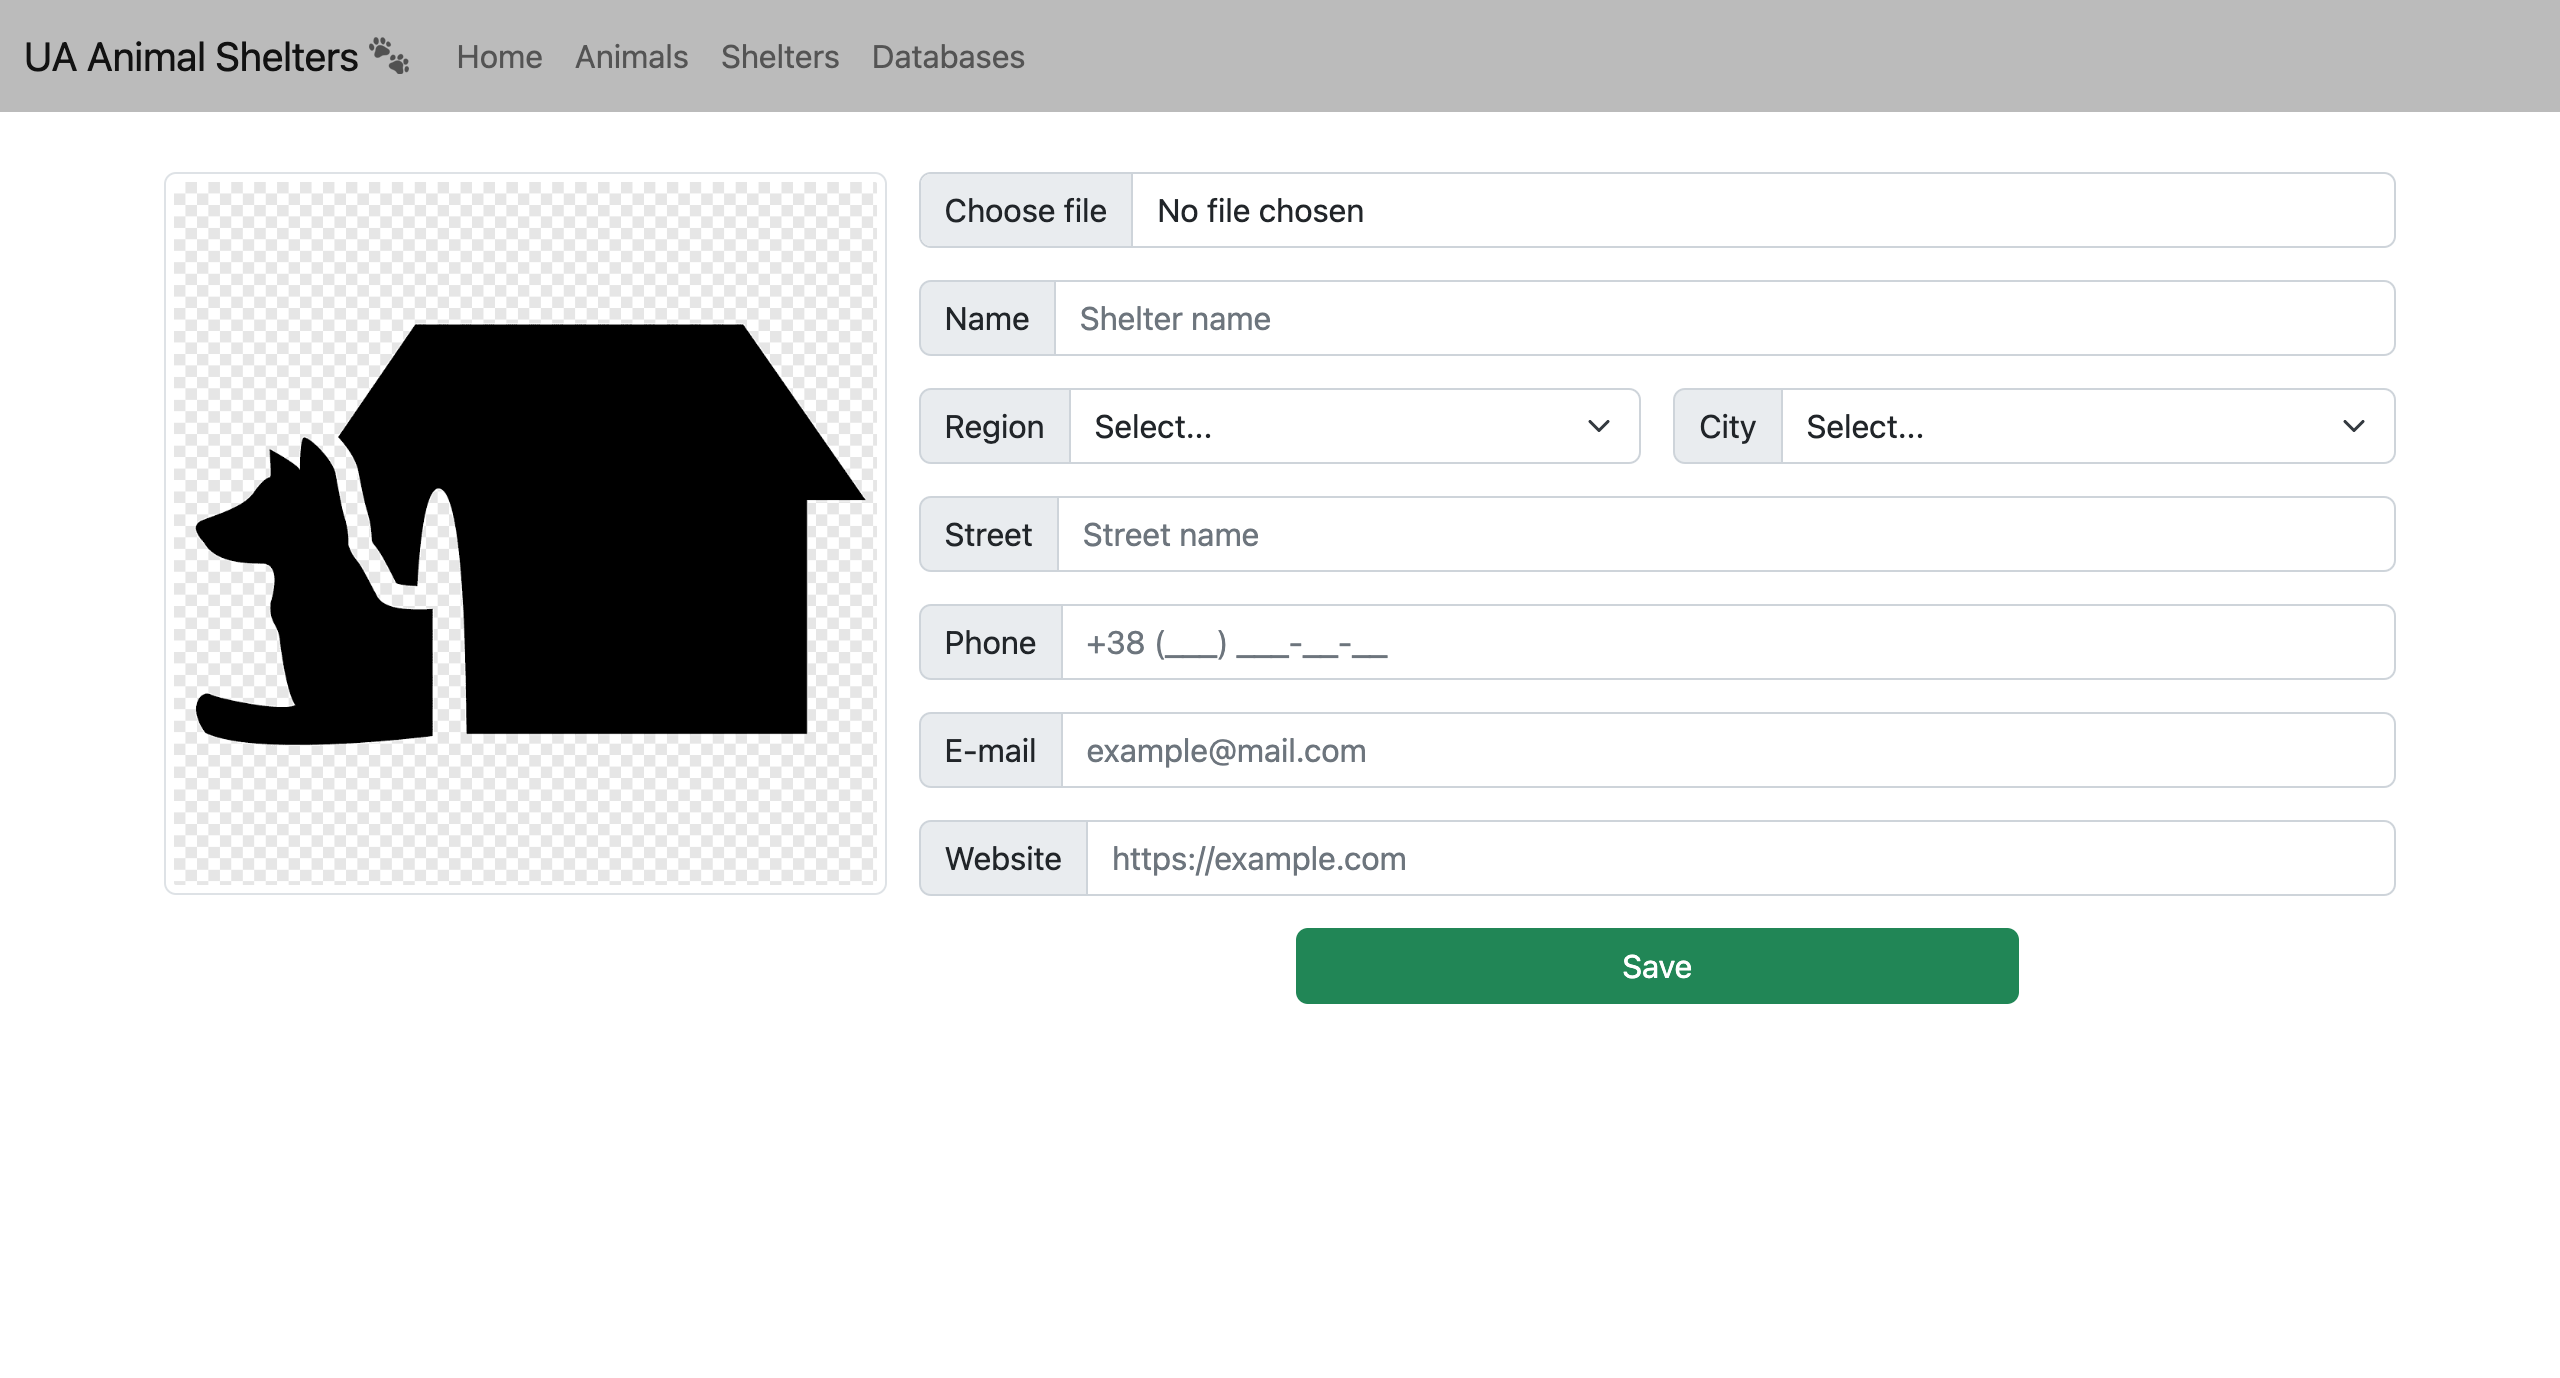 UA Animal Shelters Home Animals Shelters Databases
Choose file No file chosen
Name Shelter name
Region Select... City Select...
Street Street name
Phone +38 (___) ___-__-__
E-mail example@mail.com
Website https://example.com
Save